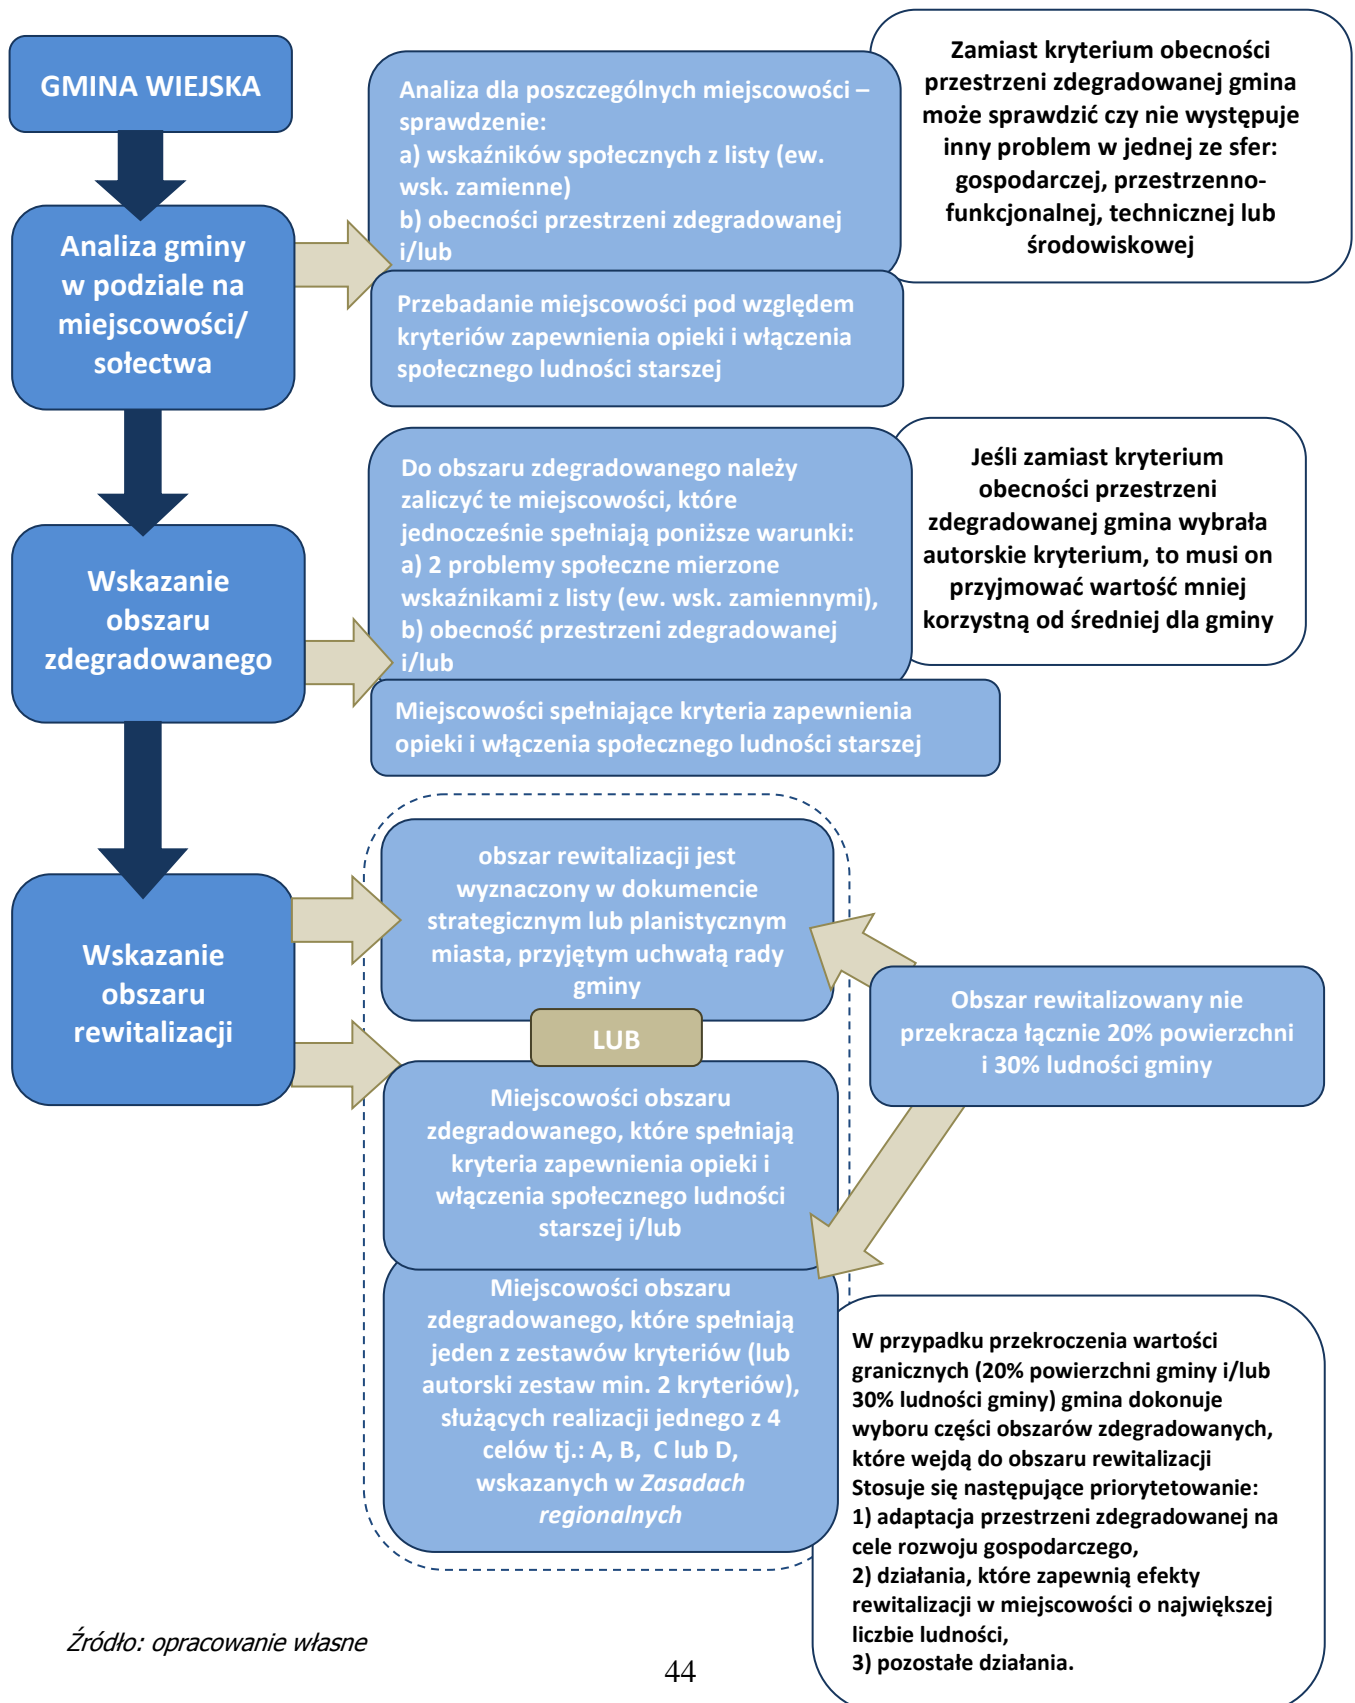 GMINA WIEJSKA
Analiza dla poszczególnych miejscowości –
sprawdzenie:
a) wskaźników społecznych z listy (ew.
wsk. zamienne)
b) obecności przestrzeni zdegradowanej
i/lub
Zamiast kryterium obecności
przestrzeni zdegradowanej gmina
może sprawdzić czy nie występuje
inny problem w jednej ze sfer:
gospodarczej, przestrzenno-
funkcjonalnej, technicznej lub
środowiskowej
Analiza gminy
w podziale na
miejscowości/
sołectwa
Przebadanie miejscowości pod względem
kryteriów zapewnienia opieki i włączenia
społecznego ludności starszej
Do obszaru zdegradowanego należy
zaliczyć te miejscowości, które
jednocześnie spełniają poniższe warunki:
a) 2 problemy społeczne mierzone
wskaźnikami z listy (ew. wsk. zamiennymi),
b) obecność przestrzeni zdegradowanej
i/lub
Jeśli zamiast kryterium
obecności przestrzeni
zdegradowanej gmina wybrała
autorskie kryterium, to musi on
przyjmować wartość mniej
korzystną od średniej dla gminy
Wskazanie
obszaru
zdegradowanego
Miejscowości spełniające kryteria zapewnienia
opieki i włączenia społecznego ludności starszej
obszar rewitalizacji jest
wyznaczony w dokumencie
strategicznym lub planistycznym
miasta, przyjętym uchwałą rady
gminy
Wskazanie
obszaru
rewitalizacji
LUB
Obszar rewitalizowany nie
przekracza łącznie 20% powierzchni
i 30% ludności gminy
Miejscowości obszaru
zdegradowanego, które spełniają
kryteria zapewnienia opieki i
włączenia społecznego ludności
starszej i/lub
Miejscowości obszaru
zdegradowanego, które spełniają
jeden z zestawów kryteriów (lub
autorski zestaw min. 2 kryteriów),
służących realizacji jednego z 4
celów tj.: A, B, C lub D,
wskazanych w Zasadach
regionalnych
W przypadku przekroczenia wartości
granicznych (20% powierzchni gminy i/lub
30% ludności gminy) gmina dokonuje
wyboru części obszarów zdegradowanych,
które wejdą do obszaru rewitalizacji
Stosuje się następujące priorytetowanie:
1) adaptacja przestrzeni zdegradowanej na
cele rozwoju gospodarczego,
2) działania, które zapewnią efekty
rewitalizacji w miejscowości o największej
liczbie ludności,
3) pozostałe działania.
Źródło: opracowanie własne
44